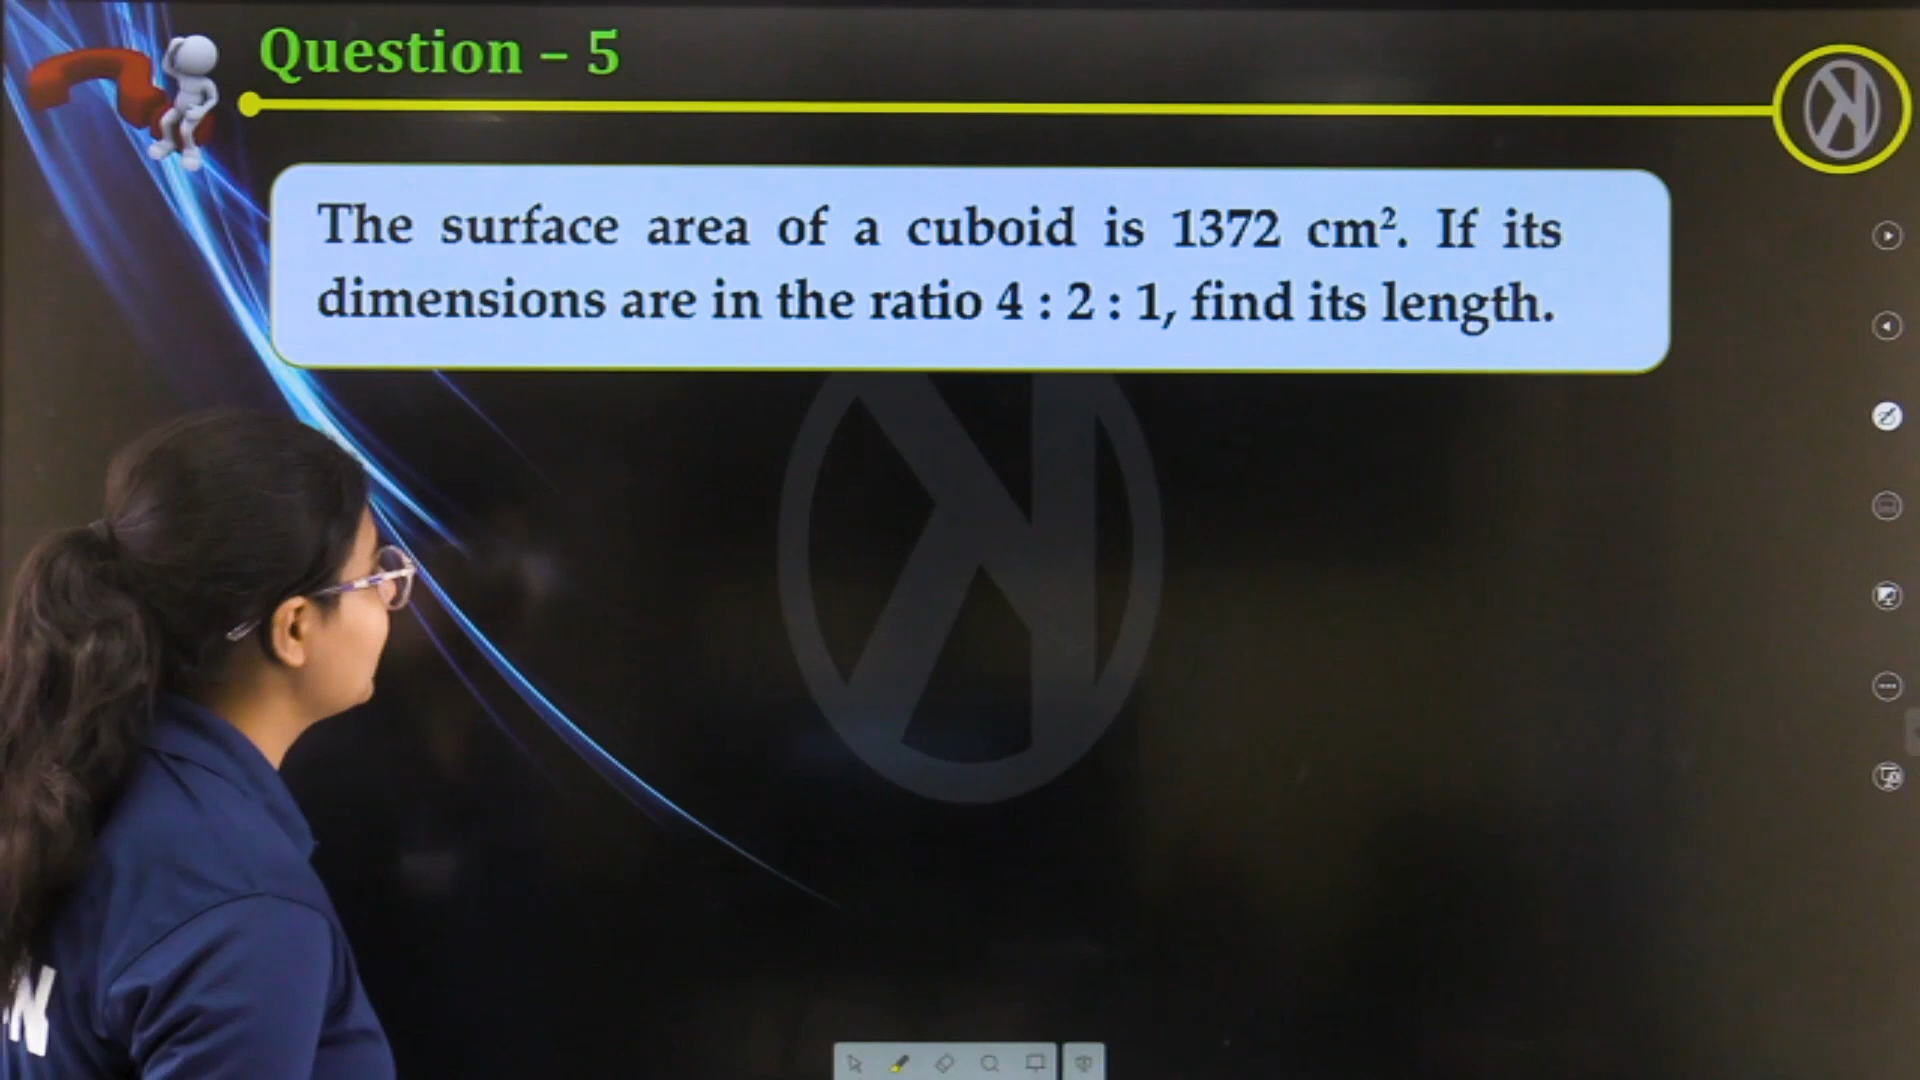 Question – 5
The surface area of a cuboid is 1372 cm². If its
dimensions are in the ratio 4 : 2 : 1, find its length.
N